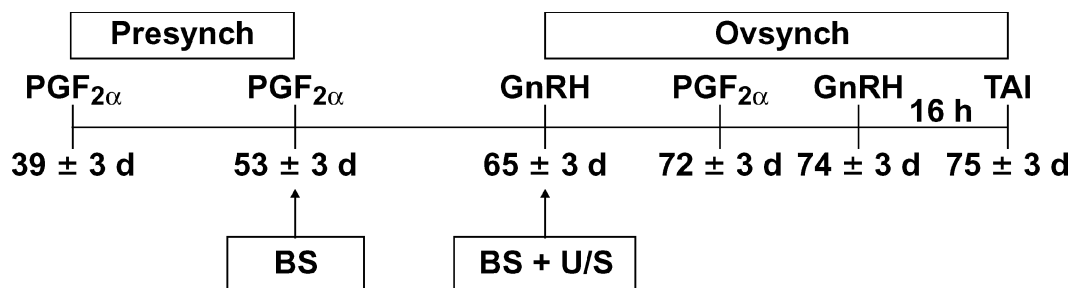 Presynch Ovsynch
PGF2α PGF2α GnRH PGF2α GnRH TAI
16 h
39 ± 3 d 53 ± 3 d 65 ± 3 d 72 ± 3 d 74 ± 3 d 75 ± 3 d
BS BS + U/S